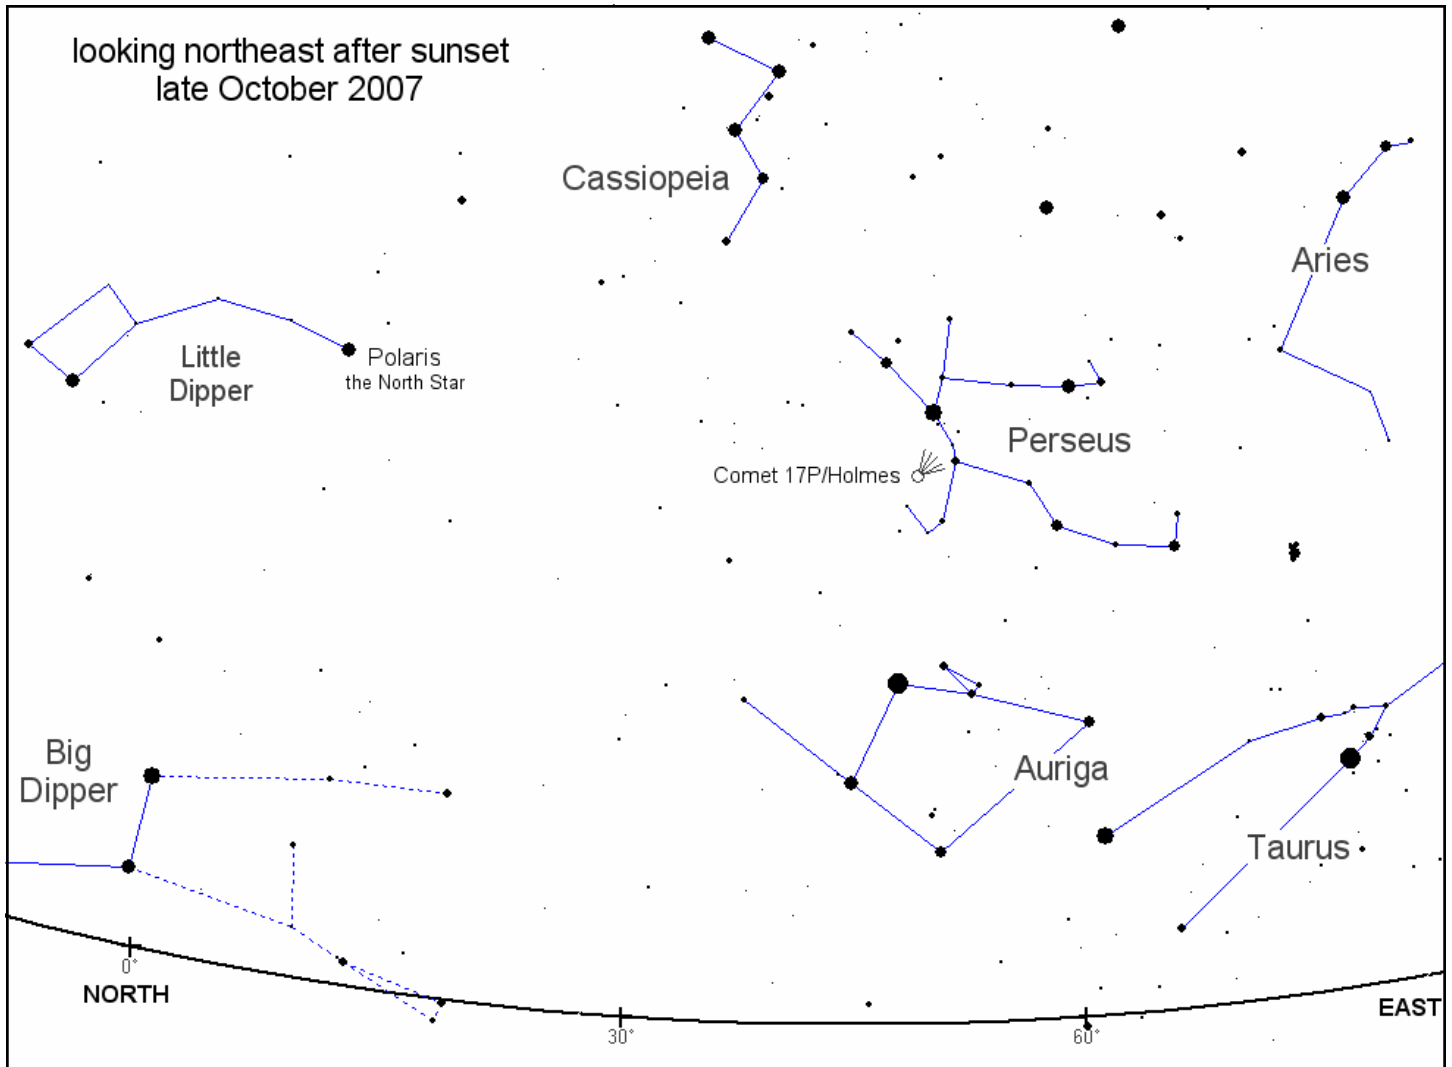 looking northeast after sunset
late October 2007
Cassiopeia
Aries
Little
Dipper
Polaris
the North Star
Perseus
Comet 17P/Holmes
Big
Dipper
Auriga
Taurus
0°
NORTH
30°
60°
EAST